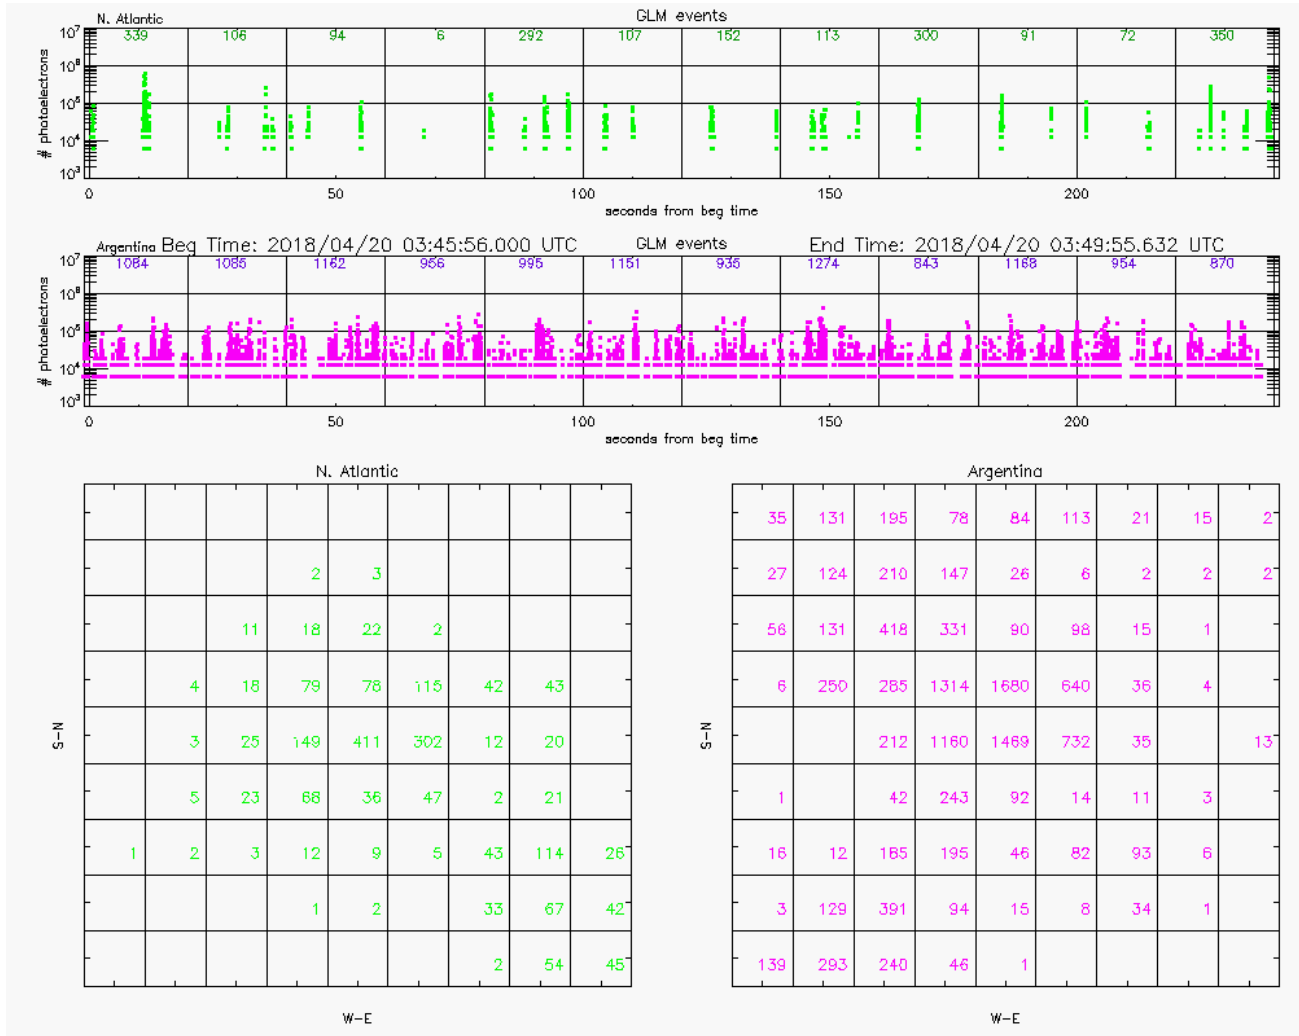 N. Atlantic GLM events
10⁷ 339 106 94 6 292 107 152 113 300 91 72 350
10⁶
10⁵
10⁴
10³
# photoelectrons
0 50 100 150 200
seconds from beg time
Argentina Beg Time: 2018/04/20 03:45:56.000 UTC GLM events End Time: 2018/04/20 03:49:55.632 UTC
10⁷ 1084 1085 1162 956 995 1151 935 1274 843 1168 954 870
10⁶
10⁵
10⁴
10³
# photoelectrons
0 50 100 150 200
seconds from beg time
N. Atlantic
2 3
11 18 22 2
4 18 79 78 115 42 43
3 25 149 411 302 12 20
5 23 68 36 47 2 21
1 2 3 12 9 5 43 114 26
1 2 33 67 42
2 54 45
S-N
W-E
Argentina
35 131 195 78 84 113 21 15 2
27 124 210 147 26 6 2 2 2
56 131 418 331 90 98 15 1
6 250 285 1314 1680 640 36 4
212 1160 1469 732 35 13
1 42 243 92 14 11 3
16 12 185 195 46 82 93 6
3 129 391 94 15 8 34 1
139 293 240 46 1
S-N
W-E